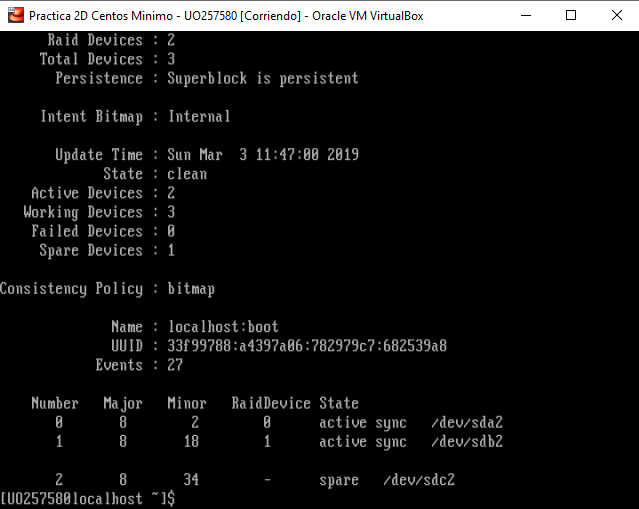 Practica 2D Centos Minimo - UO257580 [Corriendo] - Oracle VM VirtualBox
Raid Devices : 2
Total Devices : 3
Persistence : Superblock is persistent
Intent Bitmap : Internal
Update Time : Sun Mar  3 11:47:00 2019
State : clean
Active Devices : 2
Working Devices : 3
Failed Devices : 0
Spare Devices : 1
Consistency Policy : bitmap
Name : localhost:boot
UUID : 33f99788:a4397a06:782979c7:682539a8
Events : 27
Number   Major   Minor   RaidDevice State
0       8        2        0      active sync   /dev/sda2
1       8       18        1      active sync   /dev/sdb2
2       8       34        -      spare   /dev/sdc2
[UO257580localhost ~]$